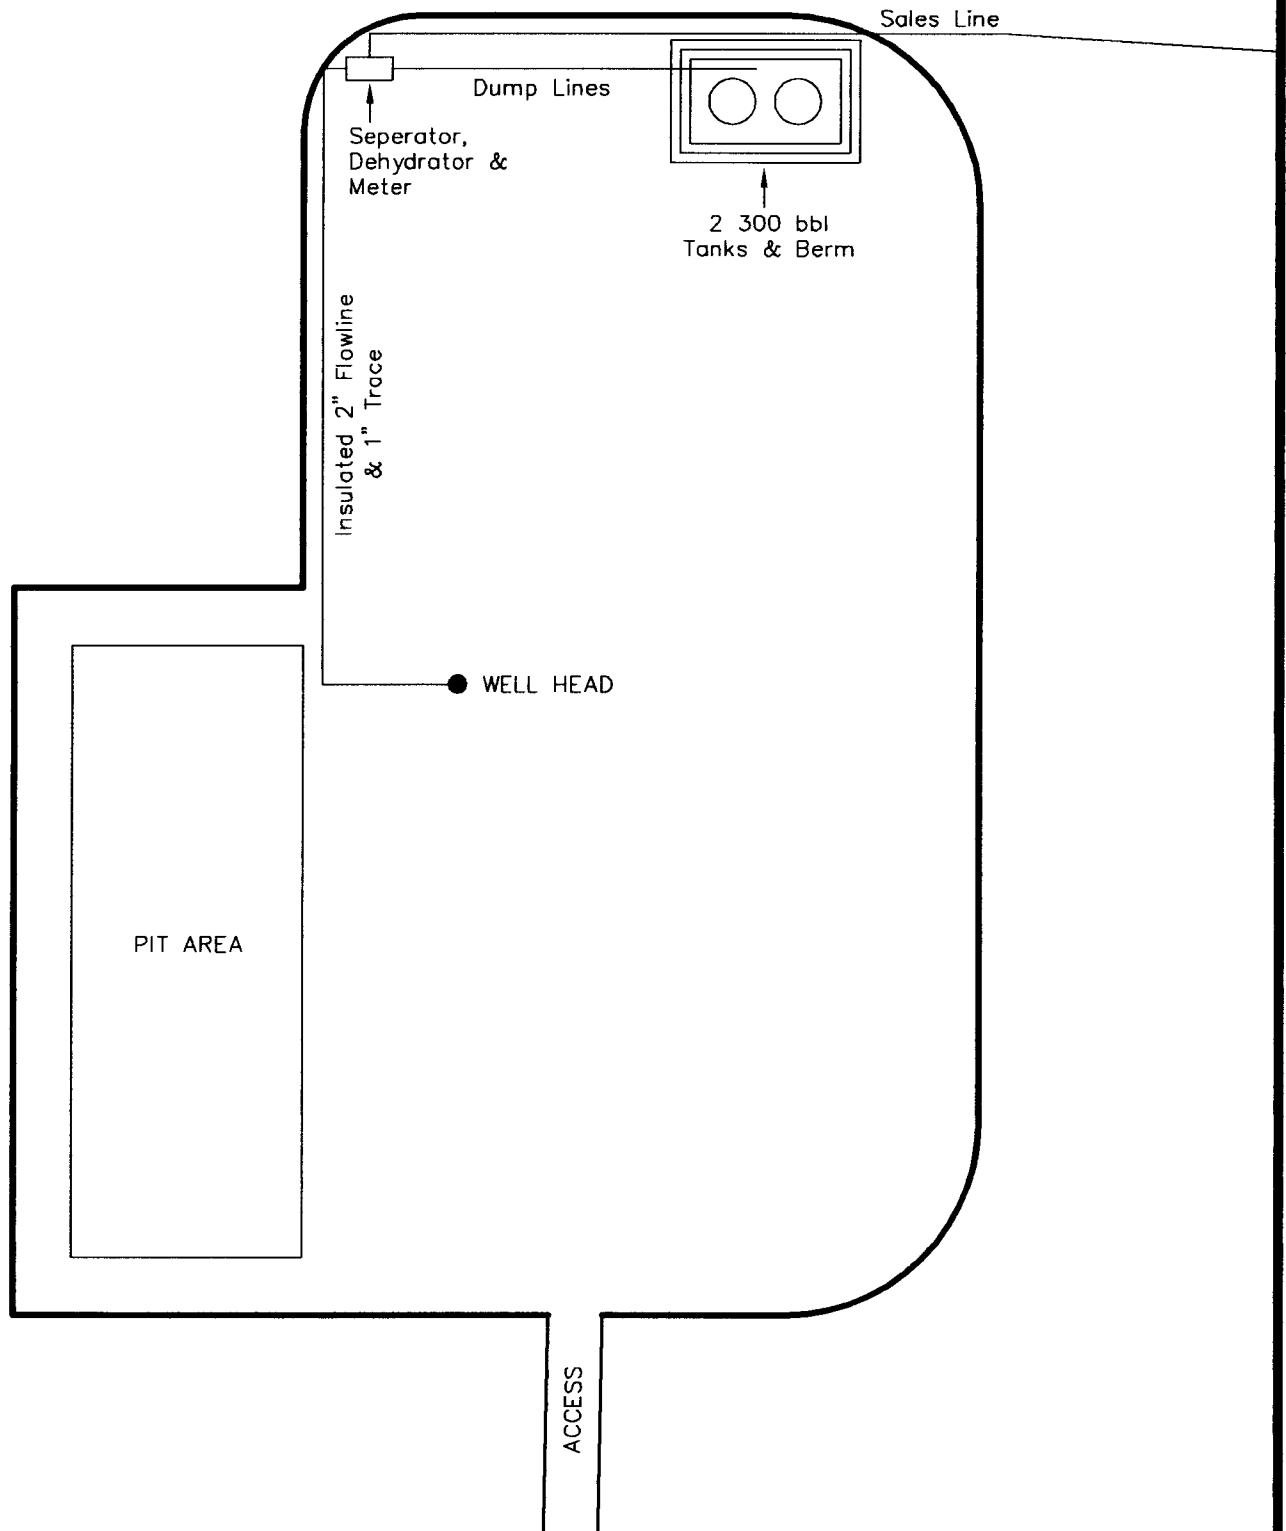 Sales Line
Dump Lines
Seperator,
Dehydrator &
Meter
2 300 bbl
Tanks & Berm
Insulated 2" Flowline
& 1" Trace
WELL HEAD
PIT AREA
ACCESS